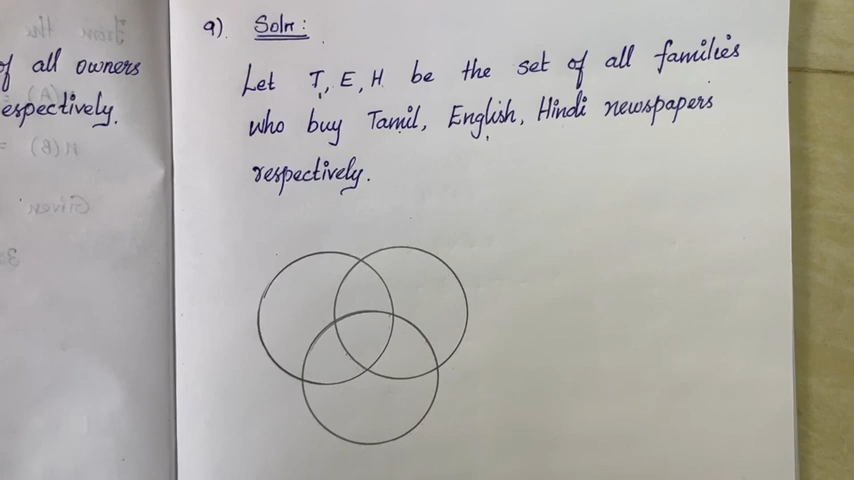 of all owners
espectively.
9). Soln:
Let T, E, H be the set of all families
who buy Tamil, English, Hindi newspapers
respectively.